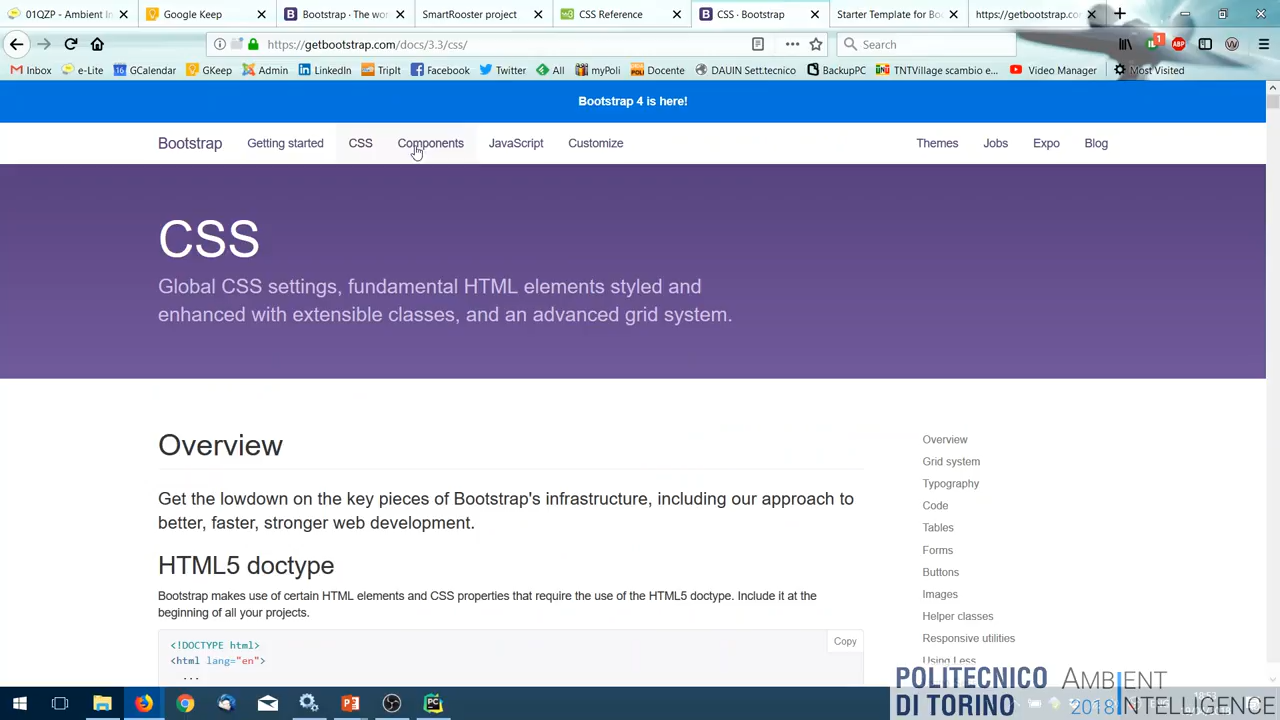 01QZP - Ambient In
Google Keep
Bootstrap · The wor
SmartRooster project
CSS Reference
CSS · Bootstrap
Starter Template for Boo
https://getbootstrap.com
https://getbootstrap.com/docs/3.3/css/
Search
Inbox
e-Lite
GCalendar
GKeep
Admin
LinkedIn
TripIt
Facebook
Twitter
All
myPoli
Docente
DAUIN Sett.tecnico
BackupPC
TNTVillage scambio e...
Video Manager
Most Visited
Bootstrap 4 is here!
Bootstrap
Getting started
CSS
Components
JavaScript
Customize
Themes
Jobs
Expo
Blog
CSS
Global CSS settings, fundamental HTML elements styled and
enhanced with extensible classes, and an advanced grid system.
Overview
Get the lowdown on the key pieces of Bootstrap's infrastructure, including our approach to
better, faster, stronger web development.
HTML5 doctype
Bootstrap makes use of certain HTML elements and CSS properties that require the use of the HTML5 doctype. Include it at the
beginning of all your projects.
Copy
<!DOCTYPE html>
<html lang="en">
...
Overview
Grid system
Typography
Code
Tables
Forms
Buttons
Images
Helper classes
Responsive utilities
Using Less
POLITECNICO
DI TORINO
AMBIENT
2018 INTELLIGENCE